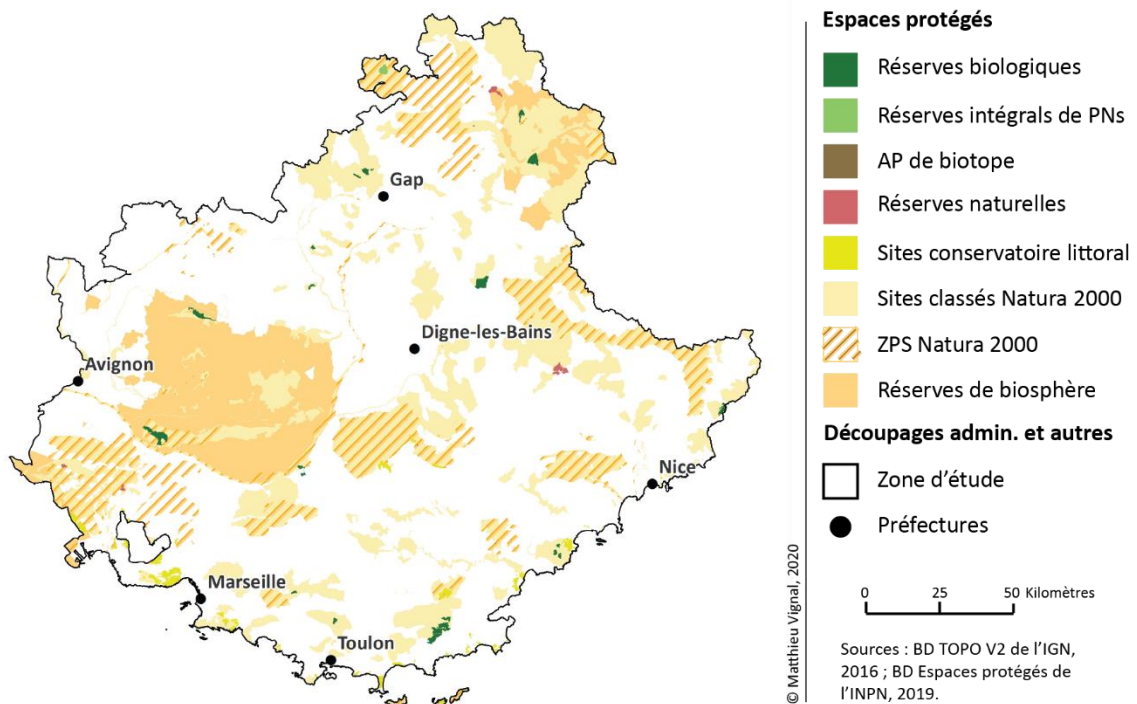 Gap
Digne-les-Bains
Avignon
Nice
Marseille
Toulon
© Matthieu Vignal, 2020
Espaces protégés
Réserves biologiques
Réserves intégrals de PNs
AP de biotope
Réserves naturelles
Sites conservatoire littoral
Sites classés Natura 2000
ZPS Natura 2000
Réserves de biosphère
Découpages admin. et autres
Zone d'étude
Préfectures
0 25 50 Kilomètres
Sources : BD TOPO V2 de l'IGN,
2016 ; BD Espaces protégés de
l'INPN, 2019.